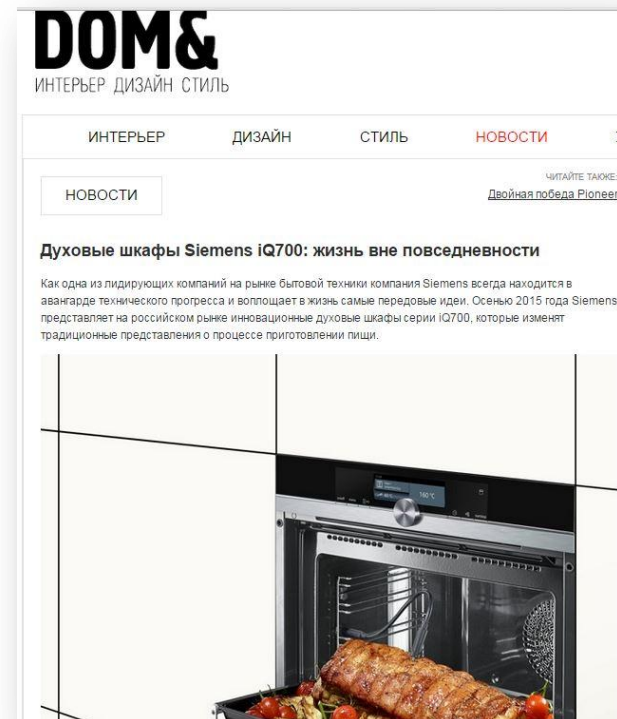 DOM&
ИНТЕРЬЕР ДИЗАЙН СТИЛЬ
ИНТЕРЬЕР ДИЗАЙН СТИЛЬ НОВОСТИ
ЧИТАЙТЕ ТАКЖЕ:
НОВОСТИ
Двойная победа Pioneer
Духовые шкафы Siemens iQ700: жизнь вне повседневности
Как одна из лидирующих компаний на рынке бытовой техники компания Siemens всегда находится в
авангарде технического прогресса и воплощает в жизнь самые передовые идеи. Осенью 2015 года Siemens
представляет на российском рынке инновационные духовые шкафы серии iQ700, которые изменят
традиционные представления о процессе приготовлении пищи.
160°C